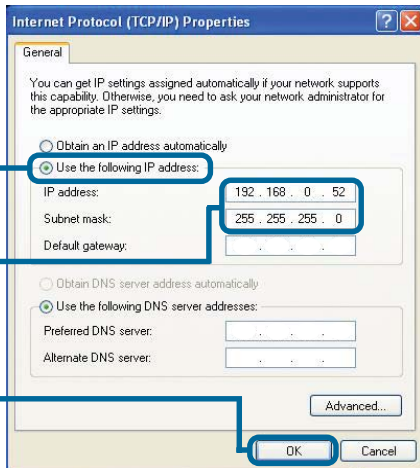 Internet Protocol (TCP/IP) Properties
General
You can get IP settings assigned automatically if your network supports
this capability. Otherwise, you need to ask your network administrator for
the appropriate IP settings.
Obtain an IP address automatically
Use the following IP address:
IP address: 192 . 168 . 0 . 52
Subnet mask: 255 . 255 . 255 . 0
Default gateway: . . .
Obtain DNS server address automatically
Use the following DNS server addresses:
Preferred DNS server: . . .
Alternate DNS server: . . .
Advanced...
OK Cancel